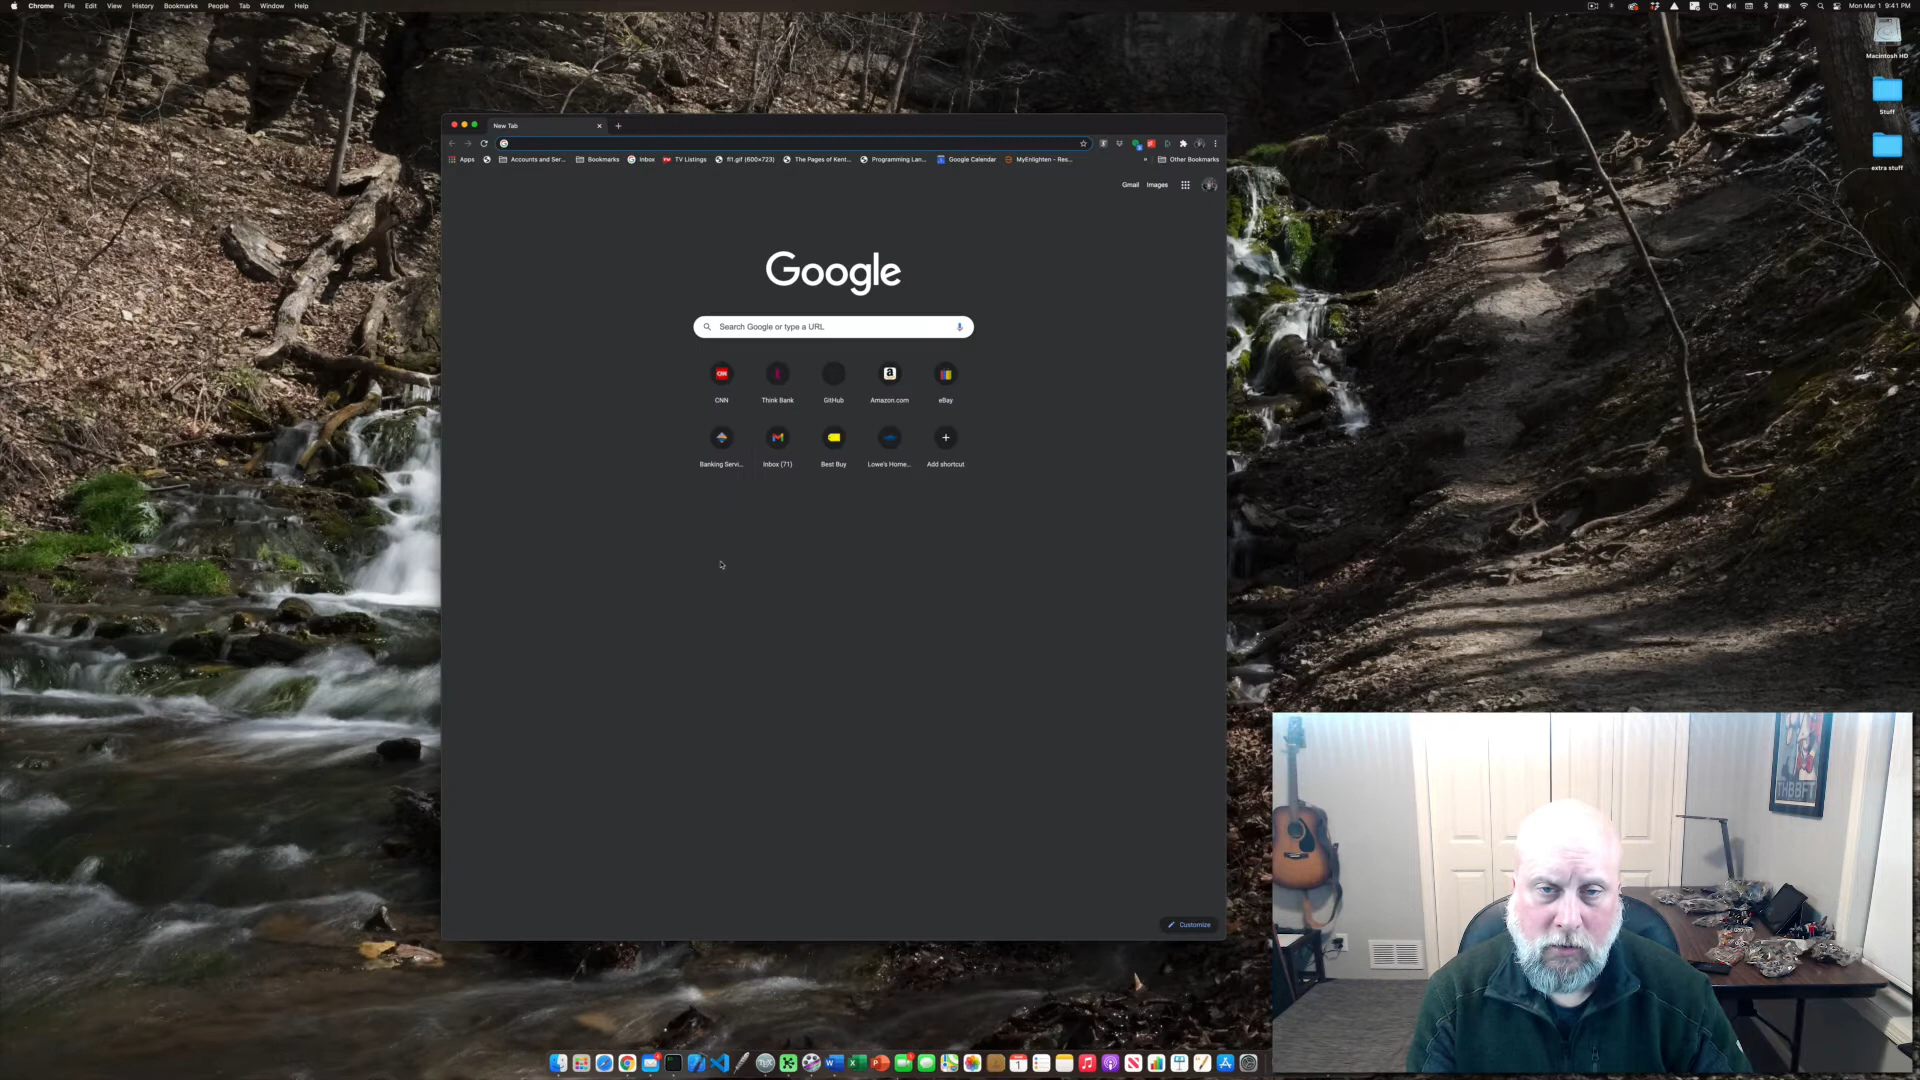 Chrome File Edit View History Bookmarks People Tab Window Help
Mon Mar 1 9:41 PM
Macintosh HD
Stuff
extra stuff
New Tab
Apps Accounts and Ser... Bookmarks Inbox TV Listings fl1.gif (600×723) The Pages of Kent... Programming Lan... Google Calendar MyEnlighten - Res... » Other Bookmarks
Gmail Images
Google
Search Google or type a URL
CNN Think Bank GitHub Amazon.com eBay
Banking Servi... Inbox (71) Best Buy Lowe's Home... Add shortcut
Customize
THBBFT